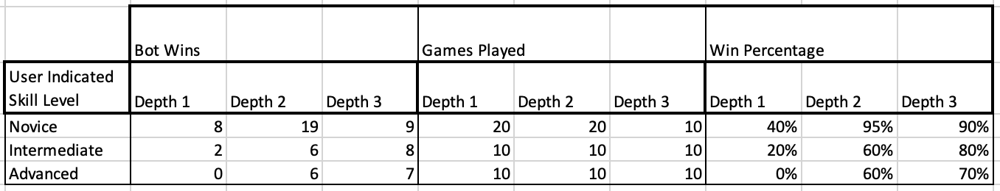 Bot Wins Games Played Win Percentage
User Indicated
Skill Level Depth 1 Depth 2 Depth 3 Depth 1 Depth 2 Depth 3 Depth 1 Depth 2 Depth 3
Novice 8 19 9 20 20 10 40% 95% 90%
Intermediate 2 6 8 10 10 10 20% 60% 80%
Advanced 0 6 7 10 10 10 0% 60% 70%